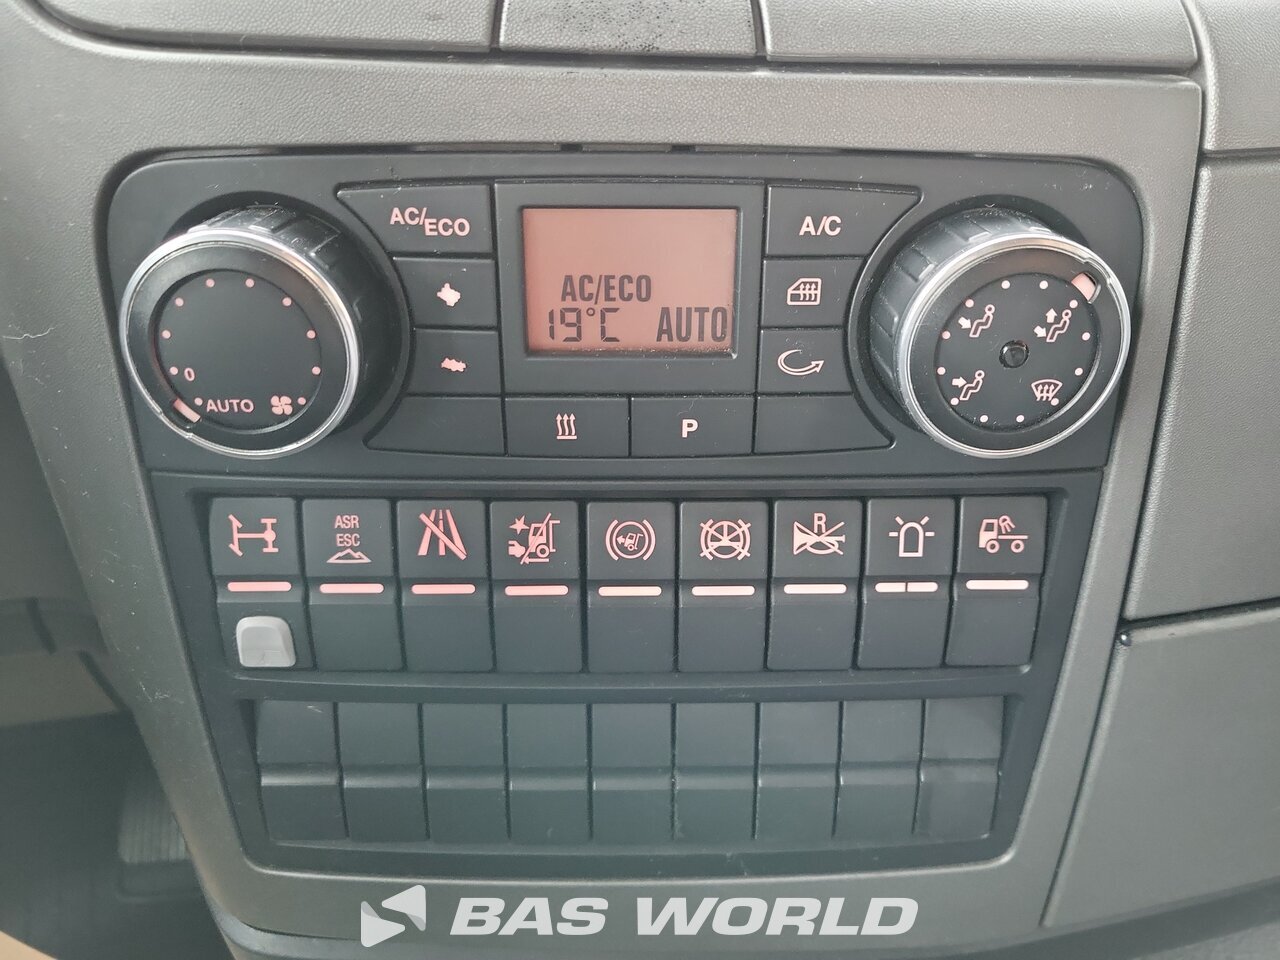 AC/ECO
A/C
AC/ECO
19°C AUTO
0
AUTO
P
ASR
ESC
R
BAS WORLD